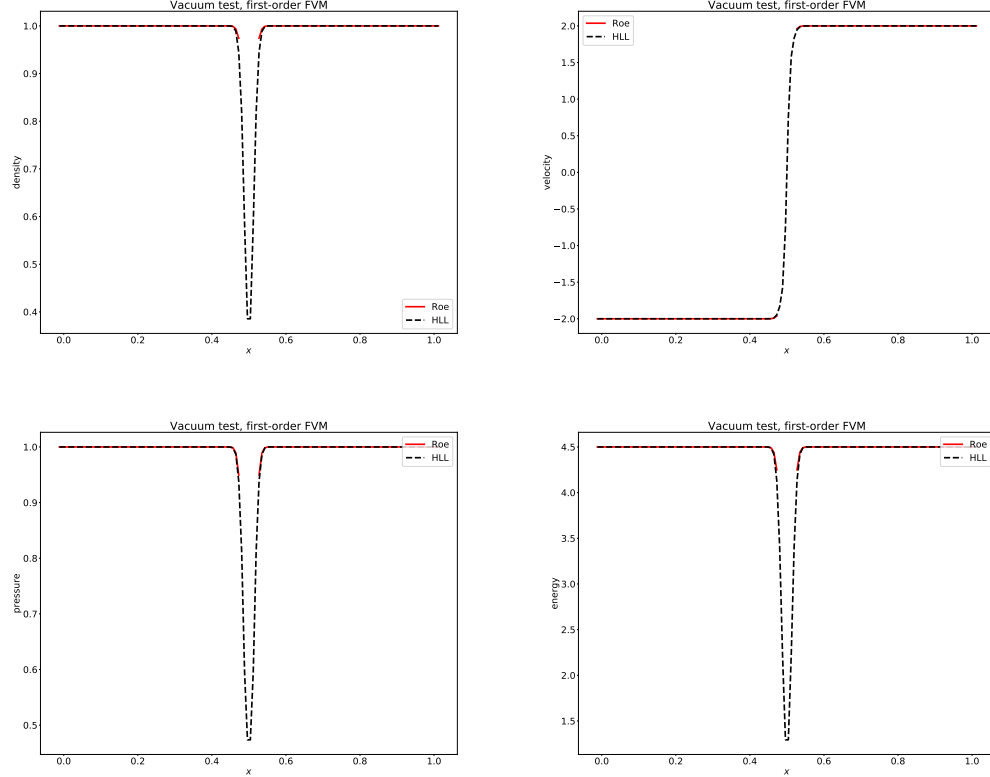 Vacuum test, first-order FVM
1.0
0.9
0.8
0.7
0.6
0.5
0.4
density
0.0 0.2 0.4 0.6 0.8 1.0
x
Roe
HLL
Vacuum test, first-order FVM
2.0
1.5
1.0
0.5
0.0
−0.5
−1.0
−1.5
−2.0
velocity
0.0 0.2 0.4 0.6 0.8 1.0
x
Roe
HLL
Vacuum test, first-order FVM
1.0
0.9
0.8
0.7
0.6
0.5
pressure
0.0 0.2 0.4 0.6 0.8 1.0
x
Roe
HLL
Vacuum test, first-order FVM
4.5
4.0
3.5
3.0
2.5
2.0
1.5
energy
0.0 0.2 0.4 0.6 0.8 1.0
x
Roe
HLL